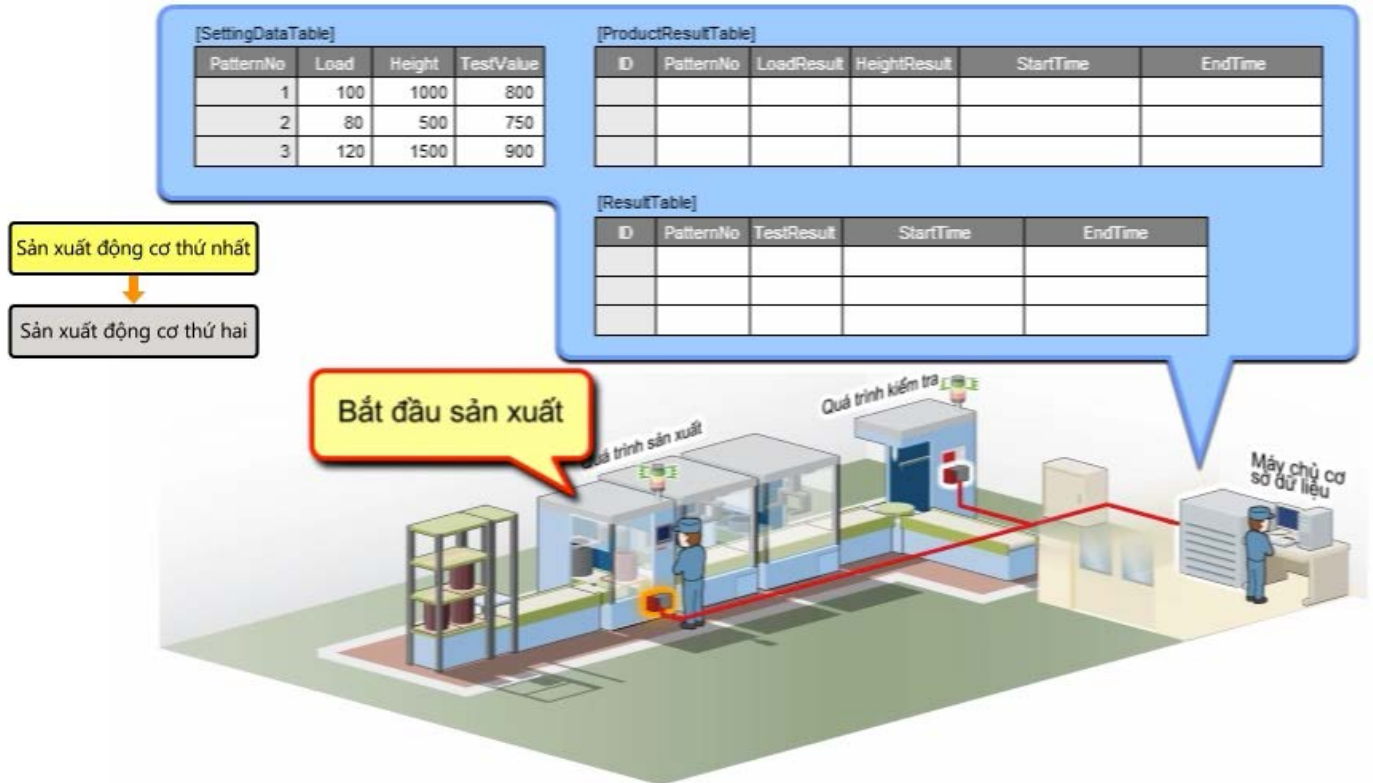 [SettingDataTable]
PatternNo Load Height TestValue
1 100 1000 800
2 80 500 750
3 120 1500 900
[ProductResultTable]
ID PatternNo LoadResult HeightResult StartTime EndTime
[ResultTable]
ID PatternNo TestResult StartTime EndTime
Sản xuất động cơ thứ nhất
Sản xuất động cơ thứ hai
Bắt đầu sản xuất
Quá trình sản xuất
Quá trình kiểm tra
Máy chủ cơ
sở dữ liệu